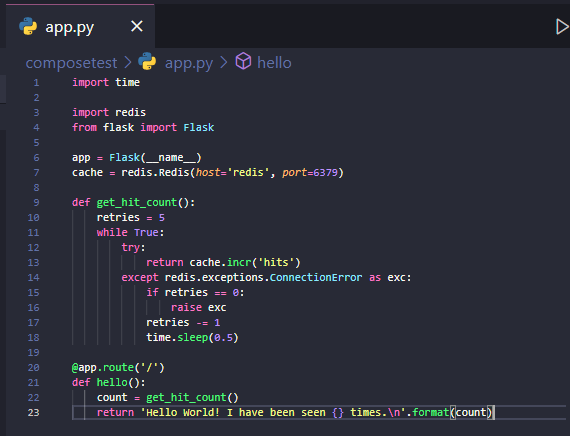 app.py ×
composetest > app.py > hello
1 import time
2
3 import redis
4 from flask import Flask
5
6 app = Flask(__name__)
7 cache = redis.Redis(host='redis', port=6379)
8
9 def get_hit_count():
10     retries = 5
11     while True:
12         try:
13             return cache.incr('hits')
14         except redis.exceptions.ConnectionError as exc:
15             if retries == 0:
16                 raise exc
17             retries -= 1
18             time.sleep(0.5)
19
20 @app.route('/')
21 def hello():
22     count = get_hit_count()
23     return 'Hello World! I have been seen {} times.\n'.format(count)